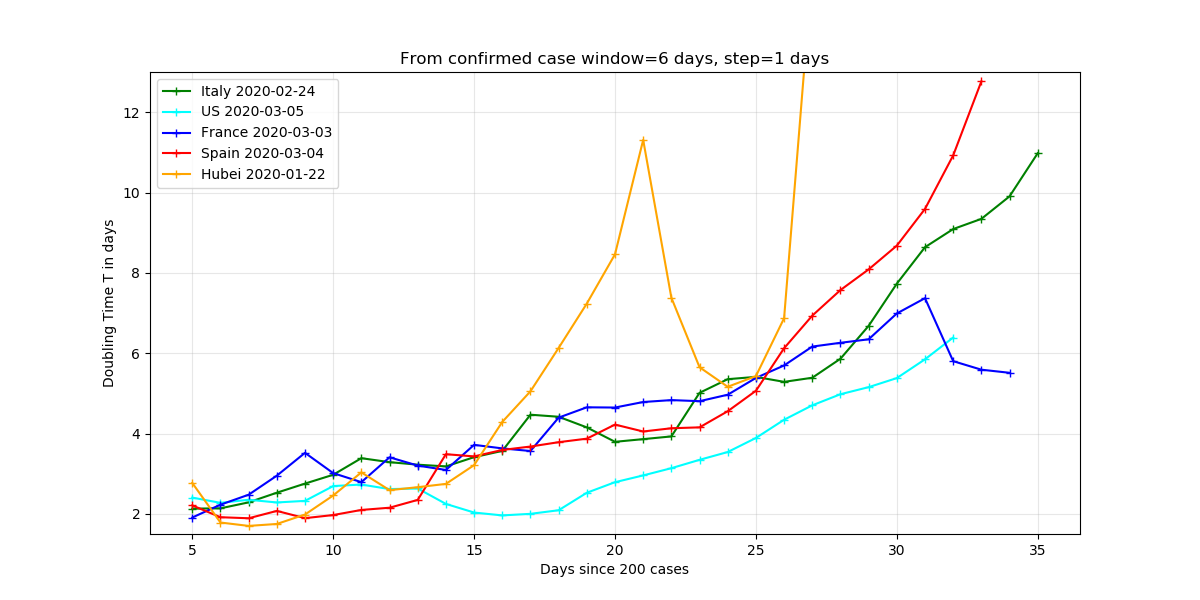 From confirmed case window=6 days, step=1 days
Italy 2020-02-24
US 2020-03-05
France 2020-03-03
Spain 2020-03-04
Hubei 2020-01-22
Doubling Time T in days
12
10
8
6
4
2
5 10 15 20 25 30 35
Days since 200 cases